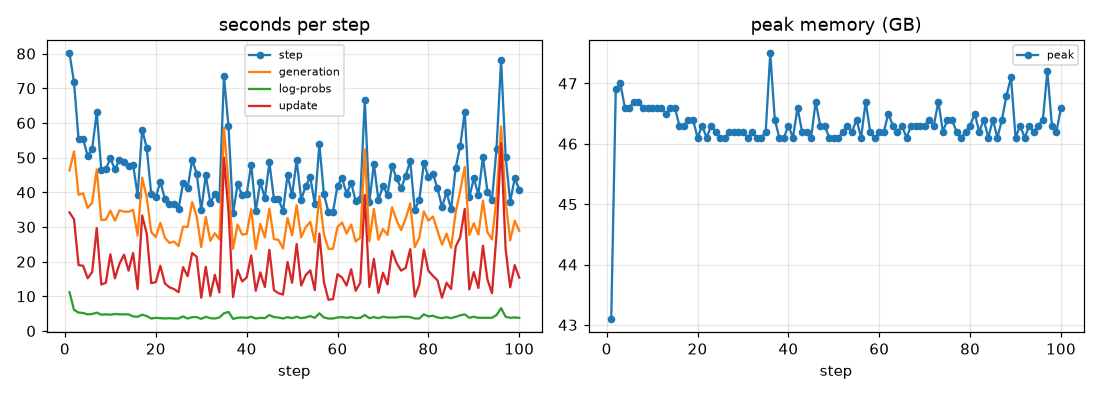 seconds per step
80
70
60
50
40
30
20
10
0
step
generation
log-probs
update
0 20 40 60 80 100
step
peak memory (GB)
47
46
45
44
43
peak
0 20 40 60 80 100
step